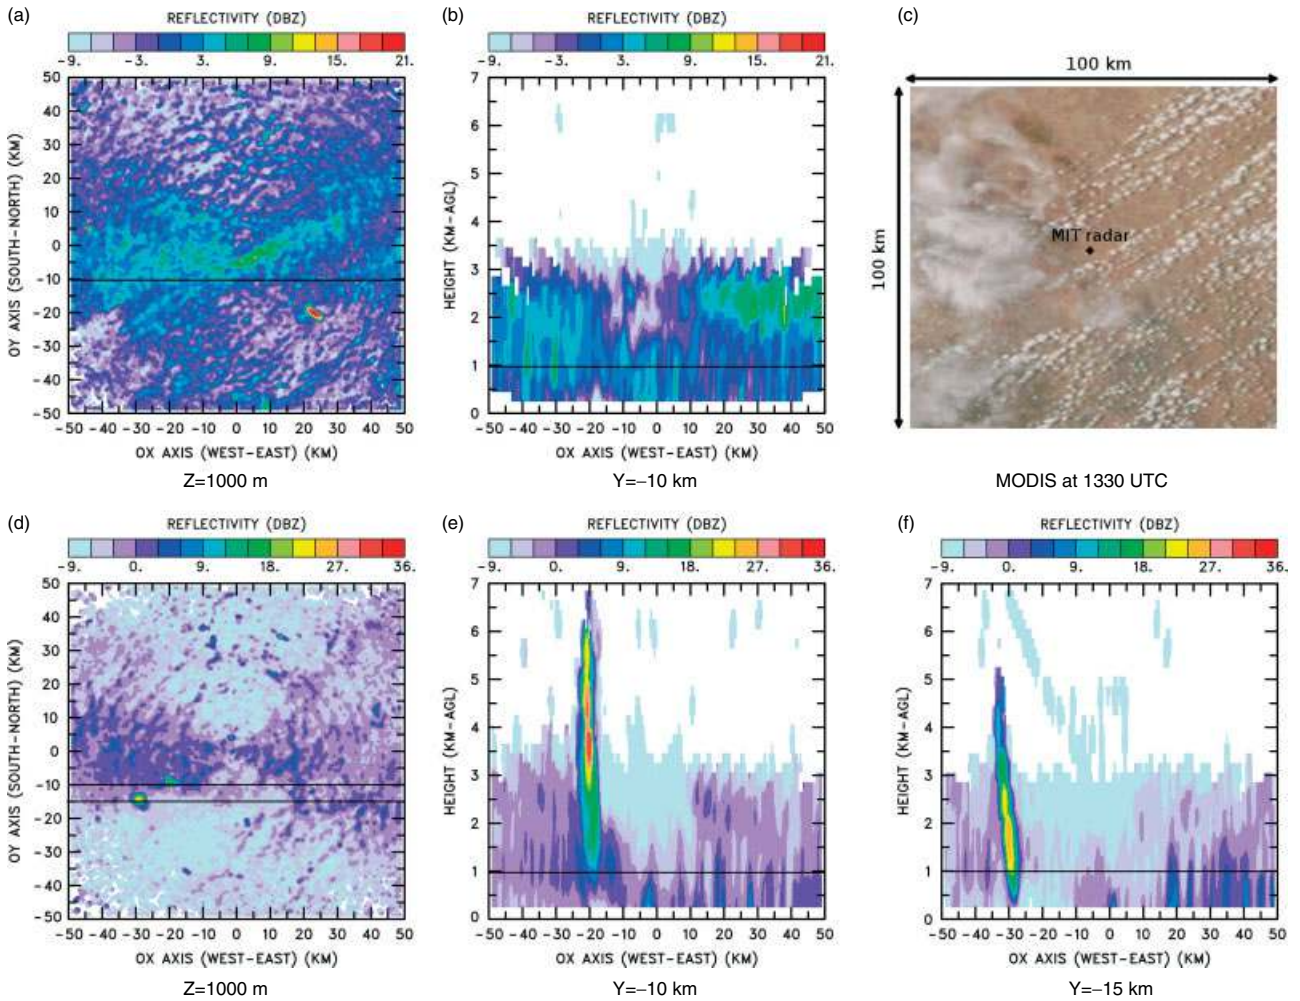 (a)
REFLECTIVITY (DBZ)
-9. -3. 3. 9. 15. 21.
OY AXIS (SOUTH-NORTH) (KM)
50
40
30
20
10
0
-10
-20
-30
-40
-50
-50 -40 -30 -20 -10 0 10 20 30 40 50
OX AXIS (WEST-EAST) (KM)
Z=1000 m
(b)
REFLECTIVITY (DBZ)
-9. -3. 3. 9. 15. 21.
HEIGHT (KM-AGL)
7
6
5
4
3
2
1
0
-50 -40 -30 -20 -10 0 10 20 30 40 50
OX AXIS (WEST-EAST) (KM)
Y=−10 km
(c)
100 km
100 km
MIT radar
MODIS at 1330 UTC
(d)
REFLECTIVITY (DBZ)
-9. 0. 9. 18. 27. 36.
OY AXIS (SOUTH-NORTH) (KM)
50
40
30
20
10
0
-10
-20
-30
-40
-50
-50 -40 -30 -20 -10 0 10 20 30 40 50
OX AXIS (WEST-EAST) (KM)
Z=1000 m
(e)
REFLECTIVITY (DBZ)
-9. 0. 9. 18. 27. 36.
HEIGHT (KM-AGL)
7
6
5
4
3
2
1
0
-50 -40 -30 -20 -10 0 10 20 30 40 50
OX AXIS (WEST-EAST) (KM)
Y=−10 km
(f)
REFLECTIVITY (DBZ)
-9. 0. 9. 18. 27. 36.
HEIGHT (KM-AGL)
7
6
5
4
3
2
1
0
-50 -40 -30 -20 -10 0 10 20 30 40 50
OX AXIS (WEST-EAST) (KM)
Y=−15 km